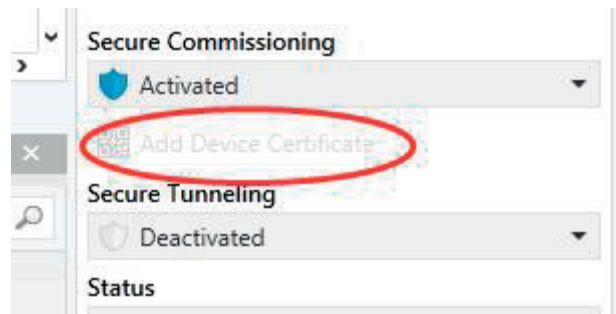 Secure Commissioning
Activated
Add Device Certificate
Secure Tunneling
Deactivated
Status